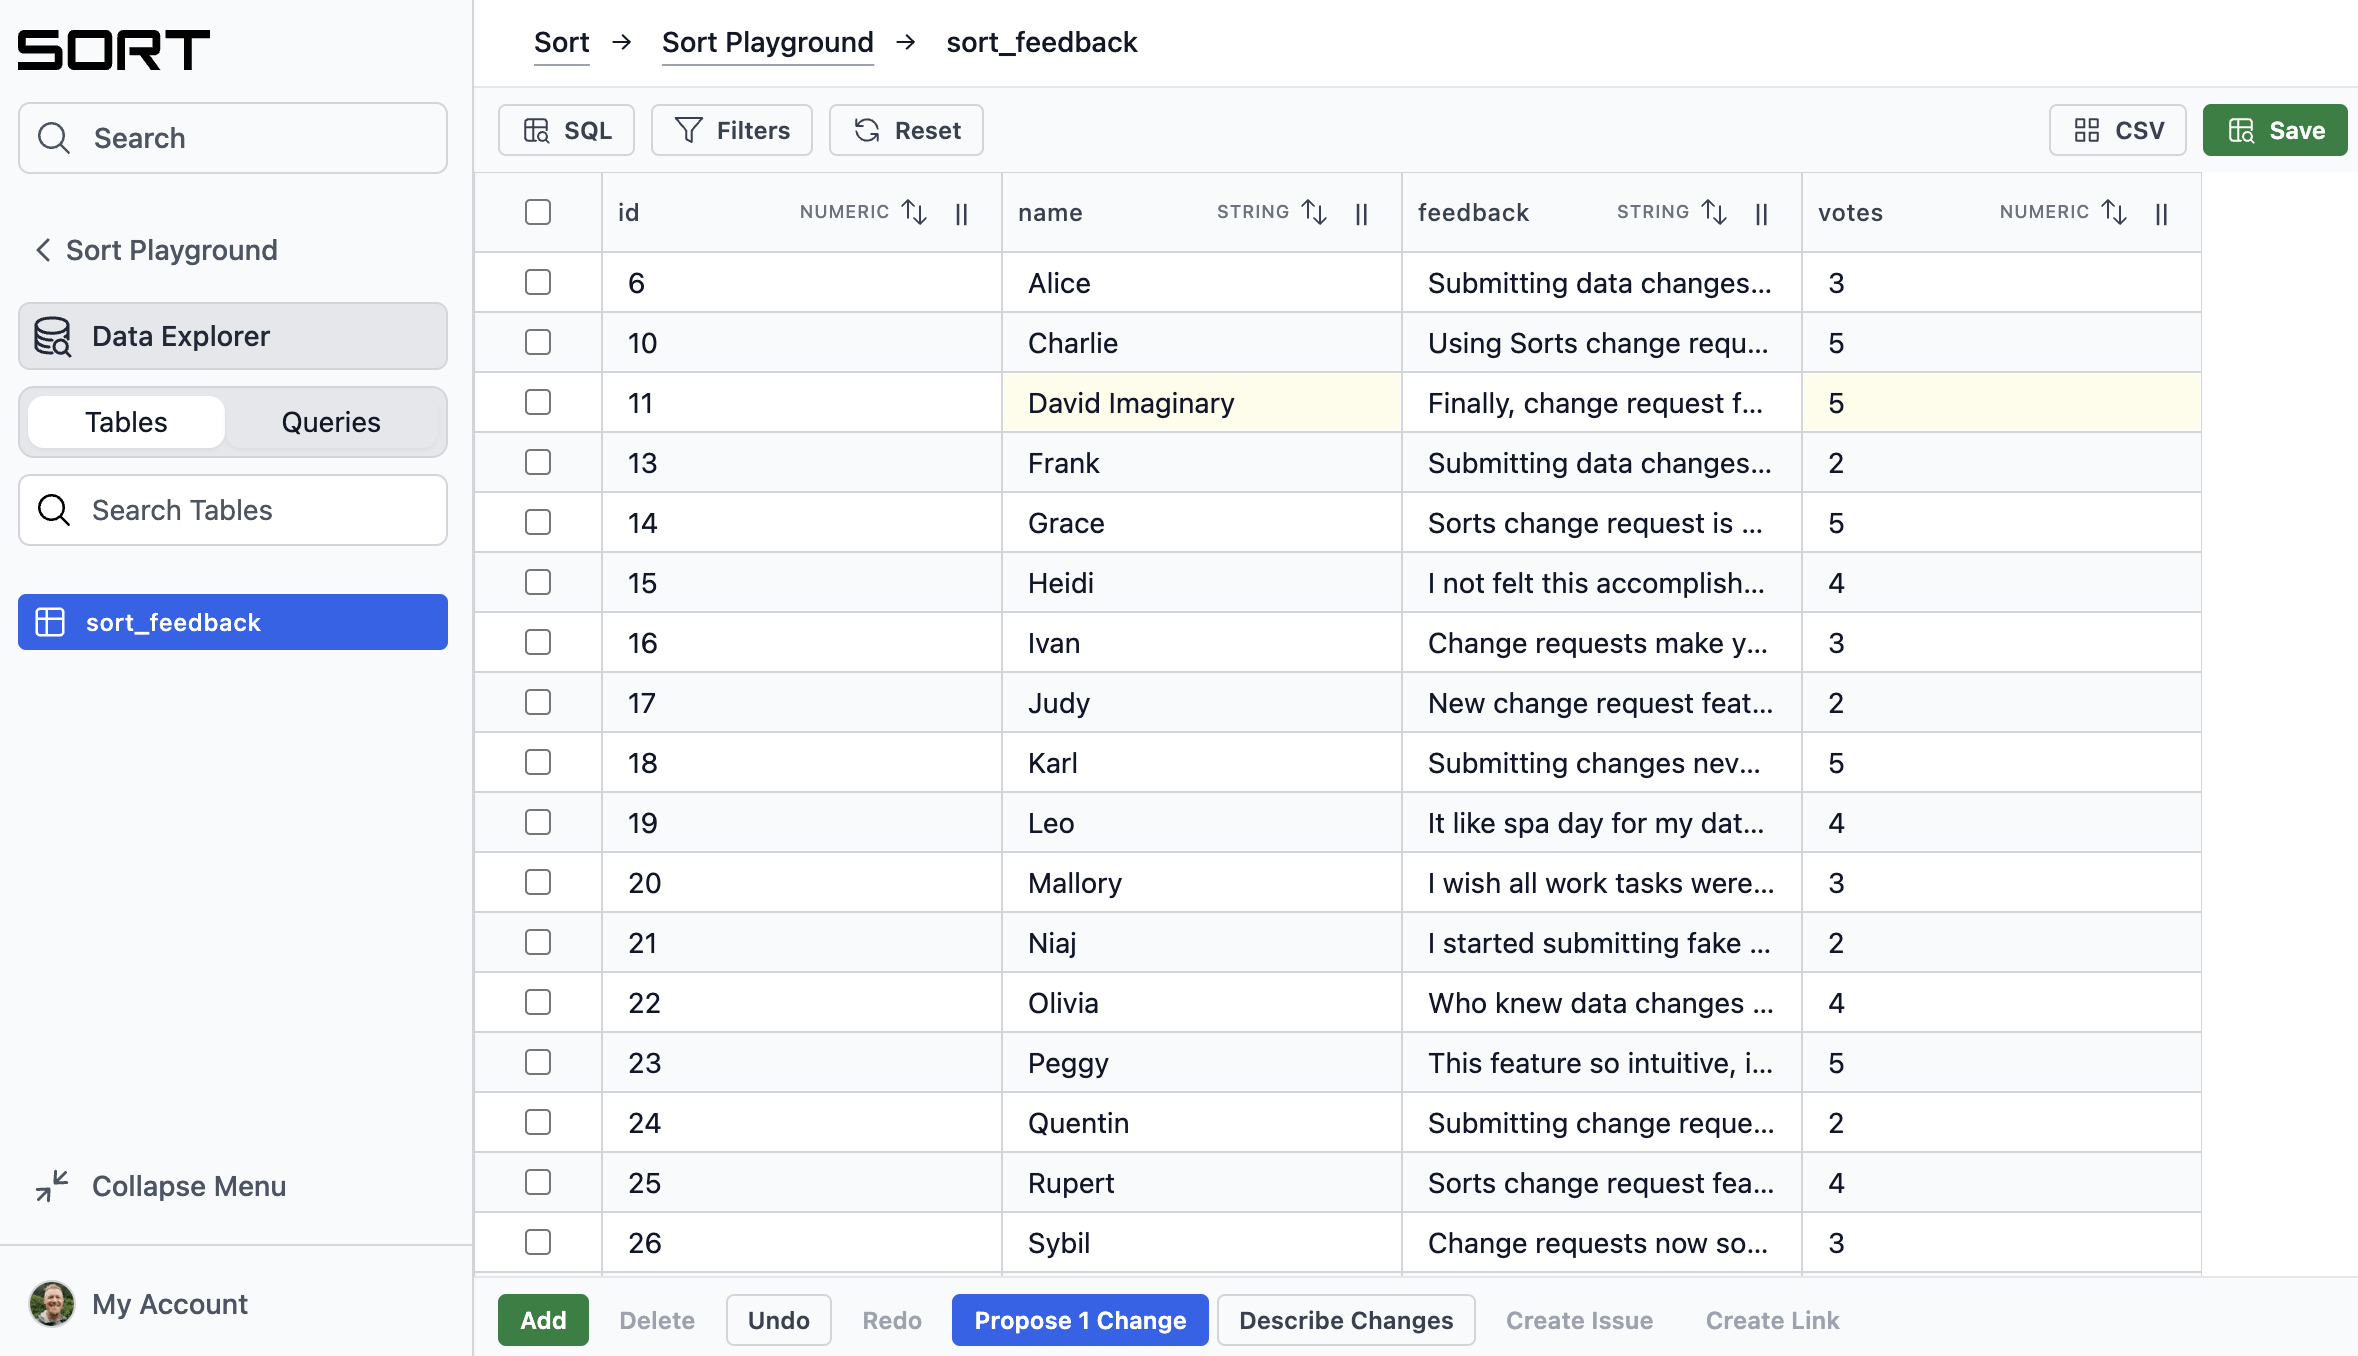 SORT
Search
Sort Playground
Data Explorer
Tables Queries
Search Tables
sort_feedback
Collapse Menu
My Account
Sort → Sort Playground → sort_feedback
SQL Filters Reset CSV Save
id NUMERIC name STRING feedback STRING votes NUMERIC
6 Alice Submitting data changes... 3
10 Charlie Using Sorts change requ... 5
11 David Imaginary Finally, change request f... 5
13 Frank Submitting data changes... 2
14 Grace Sorts change request is ... 5
15 Heidi I not felt this accomplish... 4
16 Ivan Change requests make y... 3
17 Judy New change request feat... 2
18 Karl Submitting changes nev... 5
19 Leo It like spa day for my dat... 4
20 Mallory I wish all work tasks were... 3
21 Niaj I started submitting fake ... 2
22 Olivia Who knew data changes ... 4
23 Peggy This feature so intuitive, i... 5
24 Quentin Submitting change reque... 2
25 Rupert Sorts change request fea... 4
26 Sybil Change requests now so... 3
Add Delete Undo Redo Propose 1 Change Describe Changes Create Issue Create Link